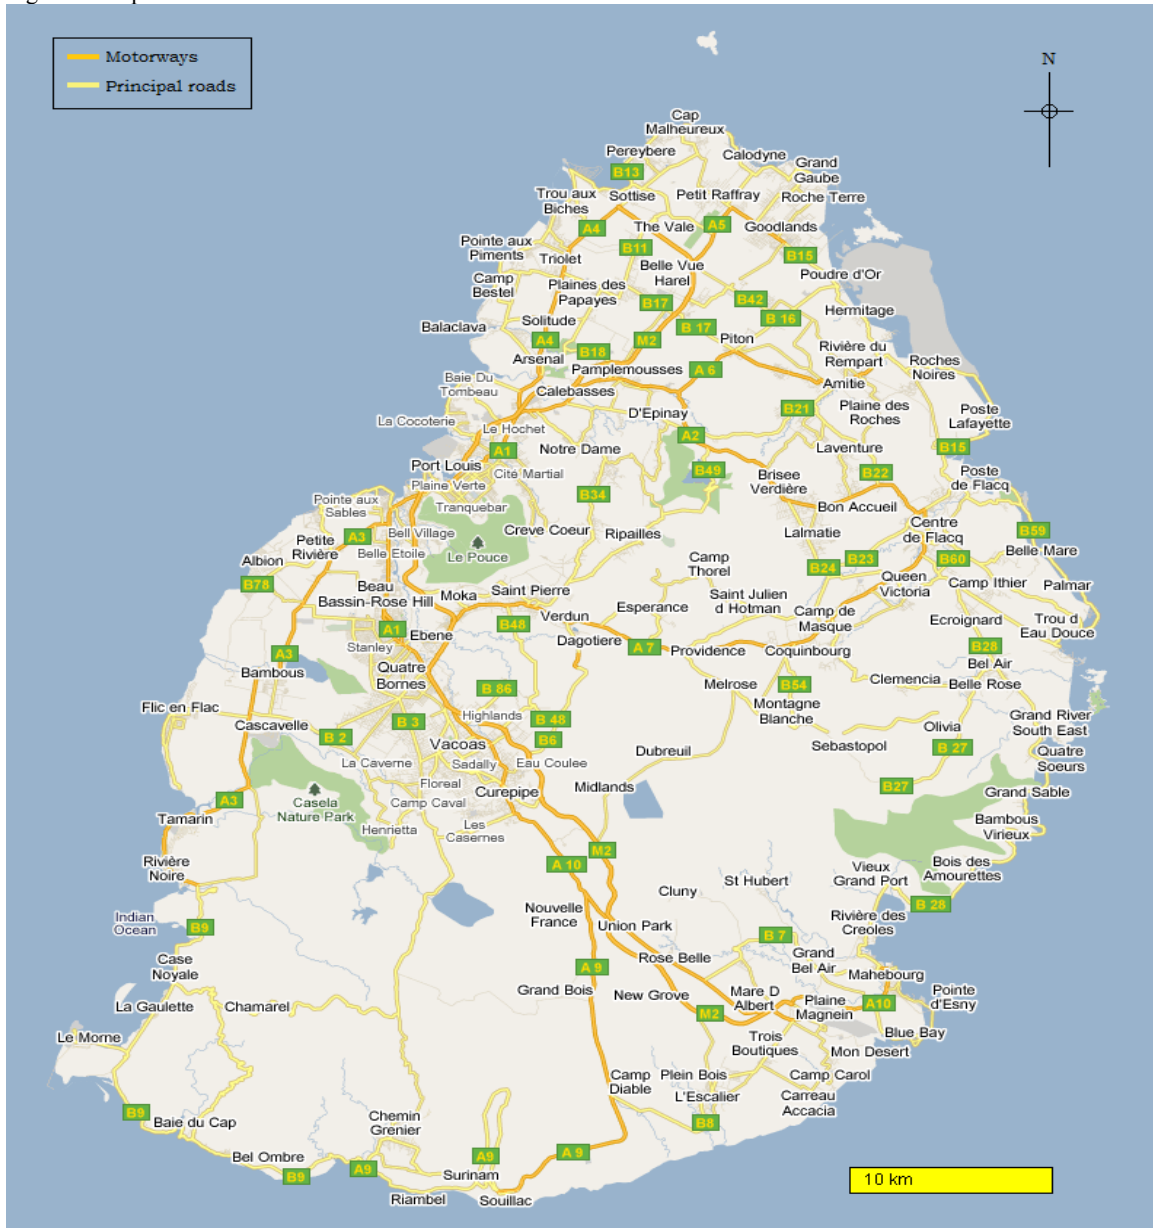 Motorways
Principal roads
N
Cap
Malheureux
Pereybere
Calodyne
Grand
Gaube
B13
Trou aux
Biches
Sottise
Petit Raffray
Roche Terre
A4
The Vale
A5
Goodlands
Pointe aux
Piments
B11
Triolet
Belle Vue
Harel
B15
Poudre d'Or
Camp
Bestel
Plaines des
Papayes
B17
B42
Hermitage
B 16
Balaclava
Solitude
B 17
A4
M2
Piton
Rivière du
Rempart
Arsenal
B18
Roches
Noires
Pamplemousses
A 6
Amitie
Baie Du
Tombeau
Calebasses
D'Epinay
B21
Plaine des
Roches
Poste
Lafayette
La Cocoterie
Le Hochet
A1
Notre Dame
A2
Laventure
B15
Port Louis
Cité Martial
B49
Brisee
Verdière
B22
Poste
de Flacq
Plaine Verte
Pointe aux
Sables
Tranquebar
B34
Bon Accueil
Centre
de Flacq
Petite
Rivière
A3
Bell Village
Creve Coeur
Ripailles
Lalmatie
B59
Belle Mare
Belle Etoile
Le Pouce
Albion
B78
Camp
Thorel
B24
B23
B60
Queen
Victoria
Camp Ithier
Palmar
Beau
Bassin-Rose Hill
Moka
Saint Pierre
Esperance
Saint Julien
d Hotman
Camp de
Masque
Ecroignard
Trou d
Eau Douce
A1
Ebene
B48
Verdun
Stanley
Dagotiere
A 7
Providence
Coquinbourg
B28
Bel Air
A3
Bambous
Quatre
Bornes
B 86
Melrose
B54
Clemencia
Belle Rose
Flic en Flac
Cascavelle
B 2
B 3
Highlands
B 48
Montagne
Blanche
Olivia
Grand River
South East
B6
Vacoas
Dubreuil
Sebastopol
B 27
Quatre
Soeurs
La Caverne
Sadally
Eau Coulee
Floreal
Curepipe
Midlands
B27
Grand Sable
A3
Casela
Nature Park
Camp Caval
Tamarin
Henrietta
Les
Casernes
Bambous
Virieux
Rivière
Noire
M2
A 10
Vieux
Grand Port
Bois des
Amourettes
Cluny
St Hubert
Indian
Ocean
B9
Nouvelle
France
Union Park
B 28
Rivière des
Creoles
B 7
Case
Noyale
A 9
Rose Belle
Grand
Bel Air
Mahebourg
La Gaulette
Chamarel
Grand Bois
New Grove
Mare D
Albert
Plaine
Magnein
A10
Pointe
d'Esny
M2
Le Morne
Trois
Boutiques
Blue Bay
Mon Desert
Camp
Diable
Plein Bois
Camp Carol
L'Escalier
Carreau
Accacia
B9
Baie du Cap
Chemin
Grenier
B8
Bel Ombre
A9
A 9
B9
A9
Surinam
10 km
Riambel
Souillac